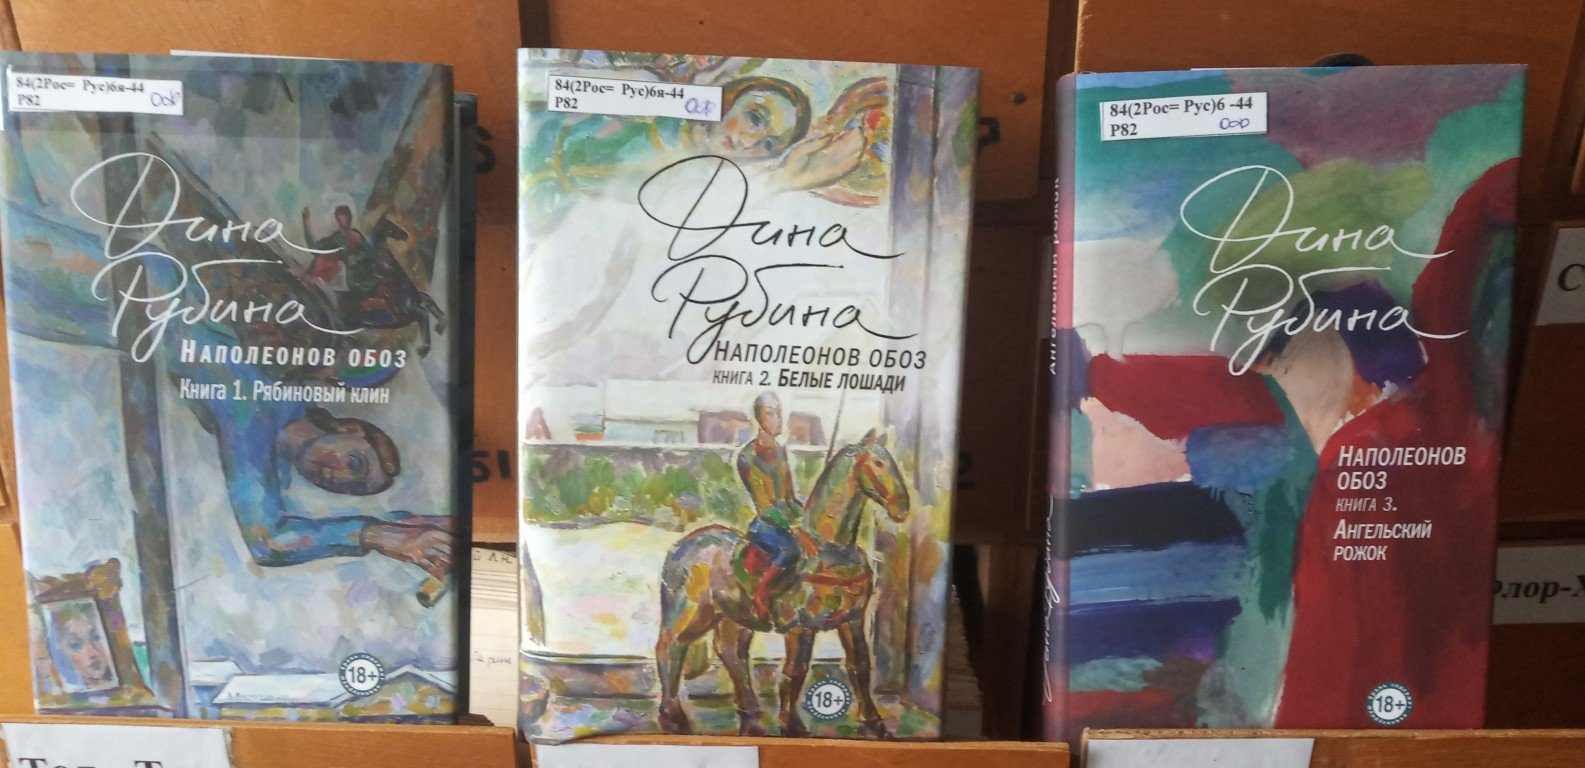 84(2Рос= Рус)6я-44
Р82
Дина
Рубина
Наполеонов обоз
Книга 1. Рябиновый клин
18+
84(2Рос= Рус)6я-44
Р82
Дина
Рубина
Наполеонов обоз
книга 2. Белые лошади
18+
84(2Рос= Рус)6 -44
Р82
Дина
Рубина
Наполеонов
обоз
книга 3.
Ангельский
рожок
18+
Ангельский рожок